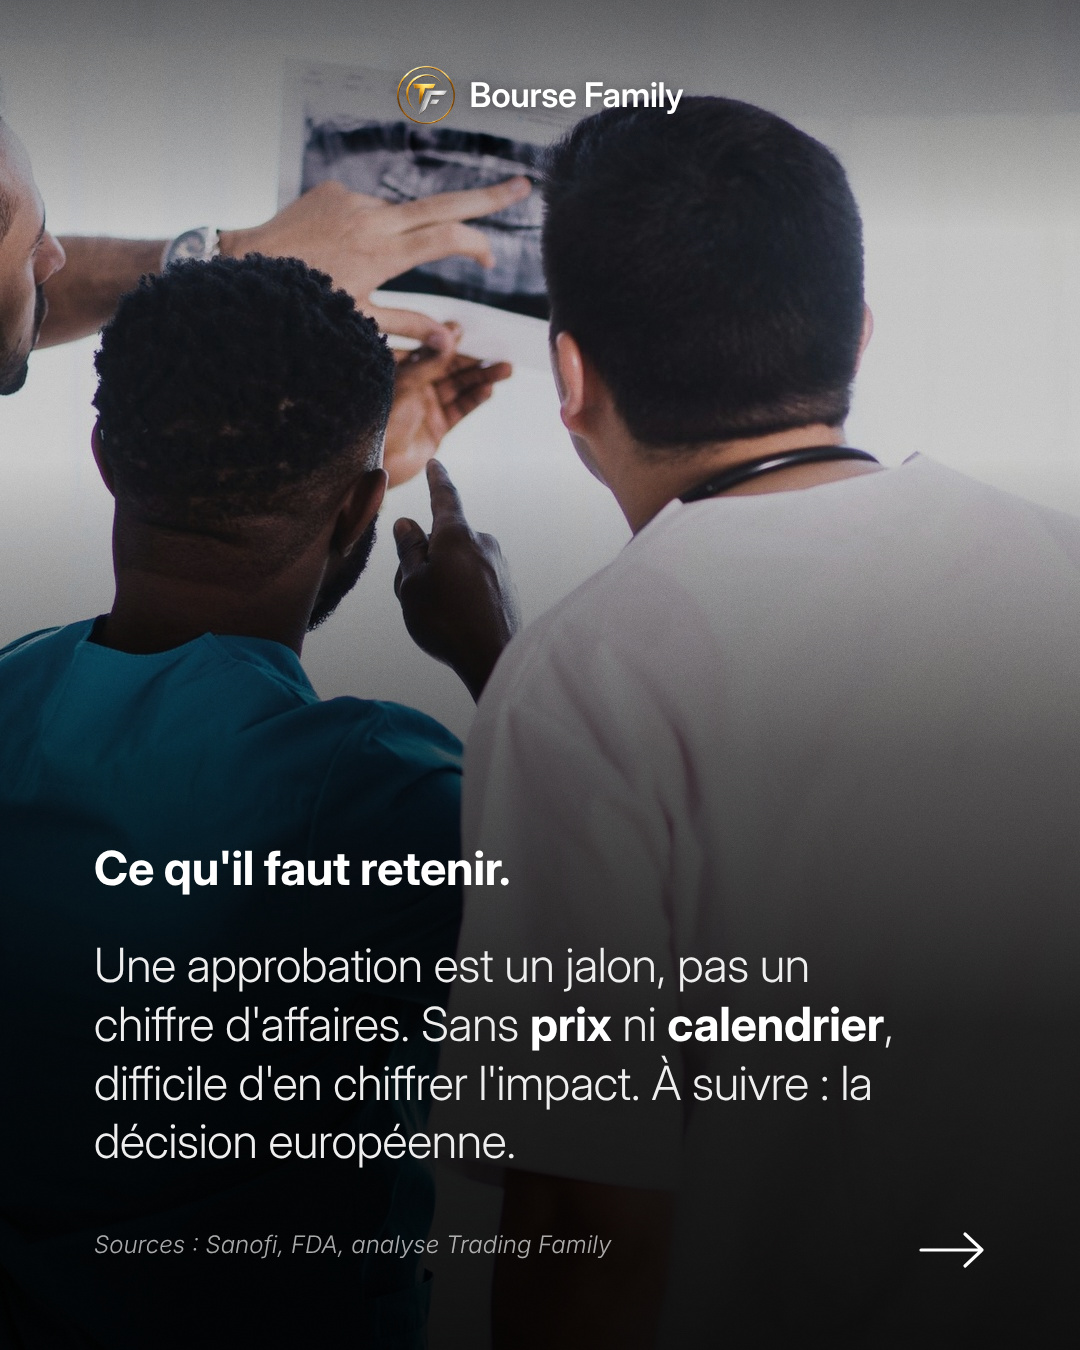 TF Bourse Family
Ce qu'il faut retenir.
Une approbation est un jalon, pas un
chiffre d'affaires. Sans prix ni calendrier,
difficile d'en chiffrer l'impact. À suivre : la
décision européenne.
Sources : Sanofi, FDA, analyse Trading Family